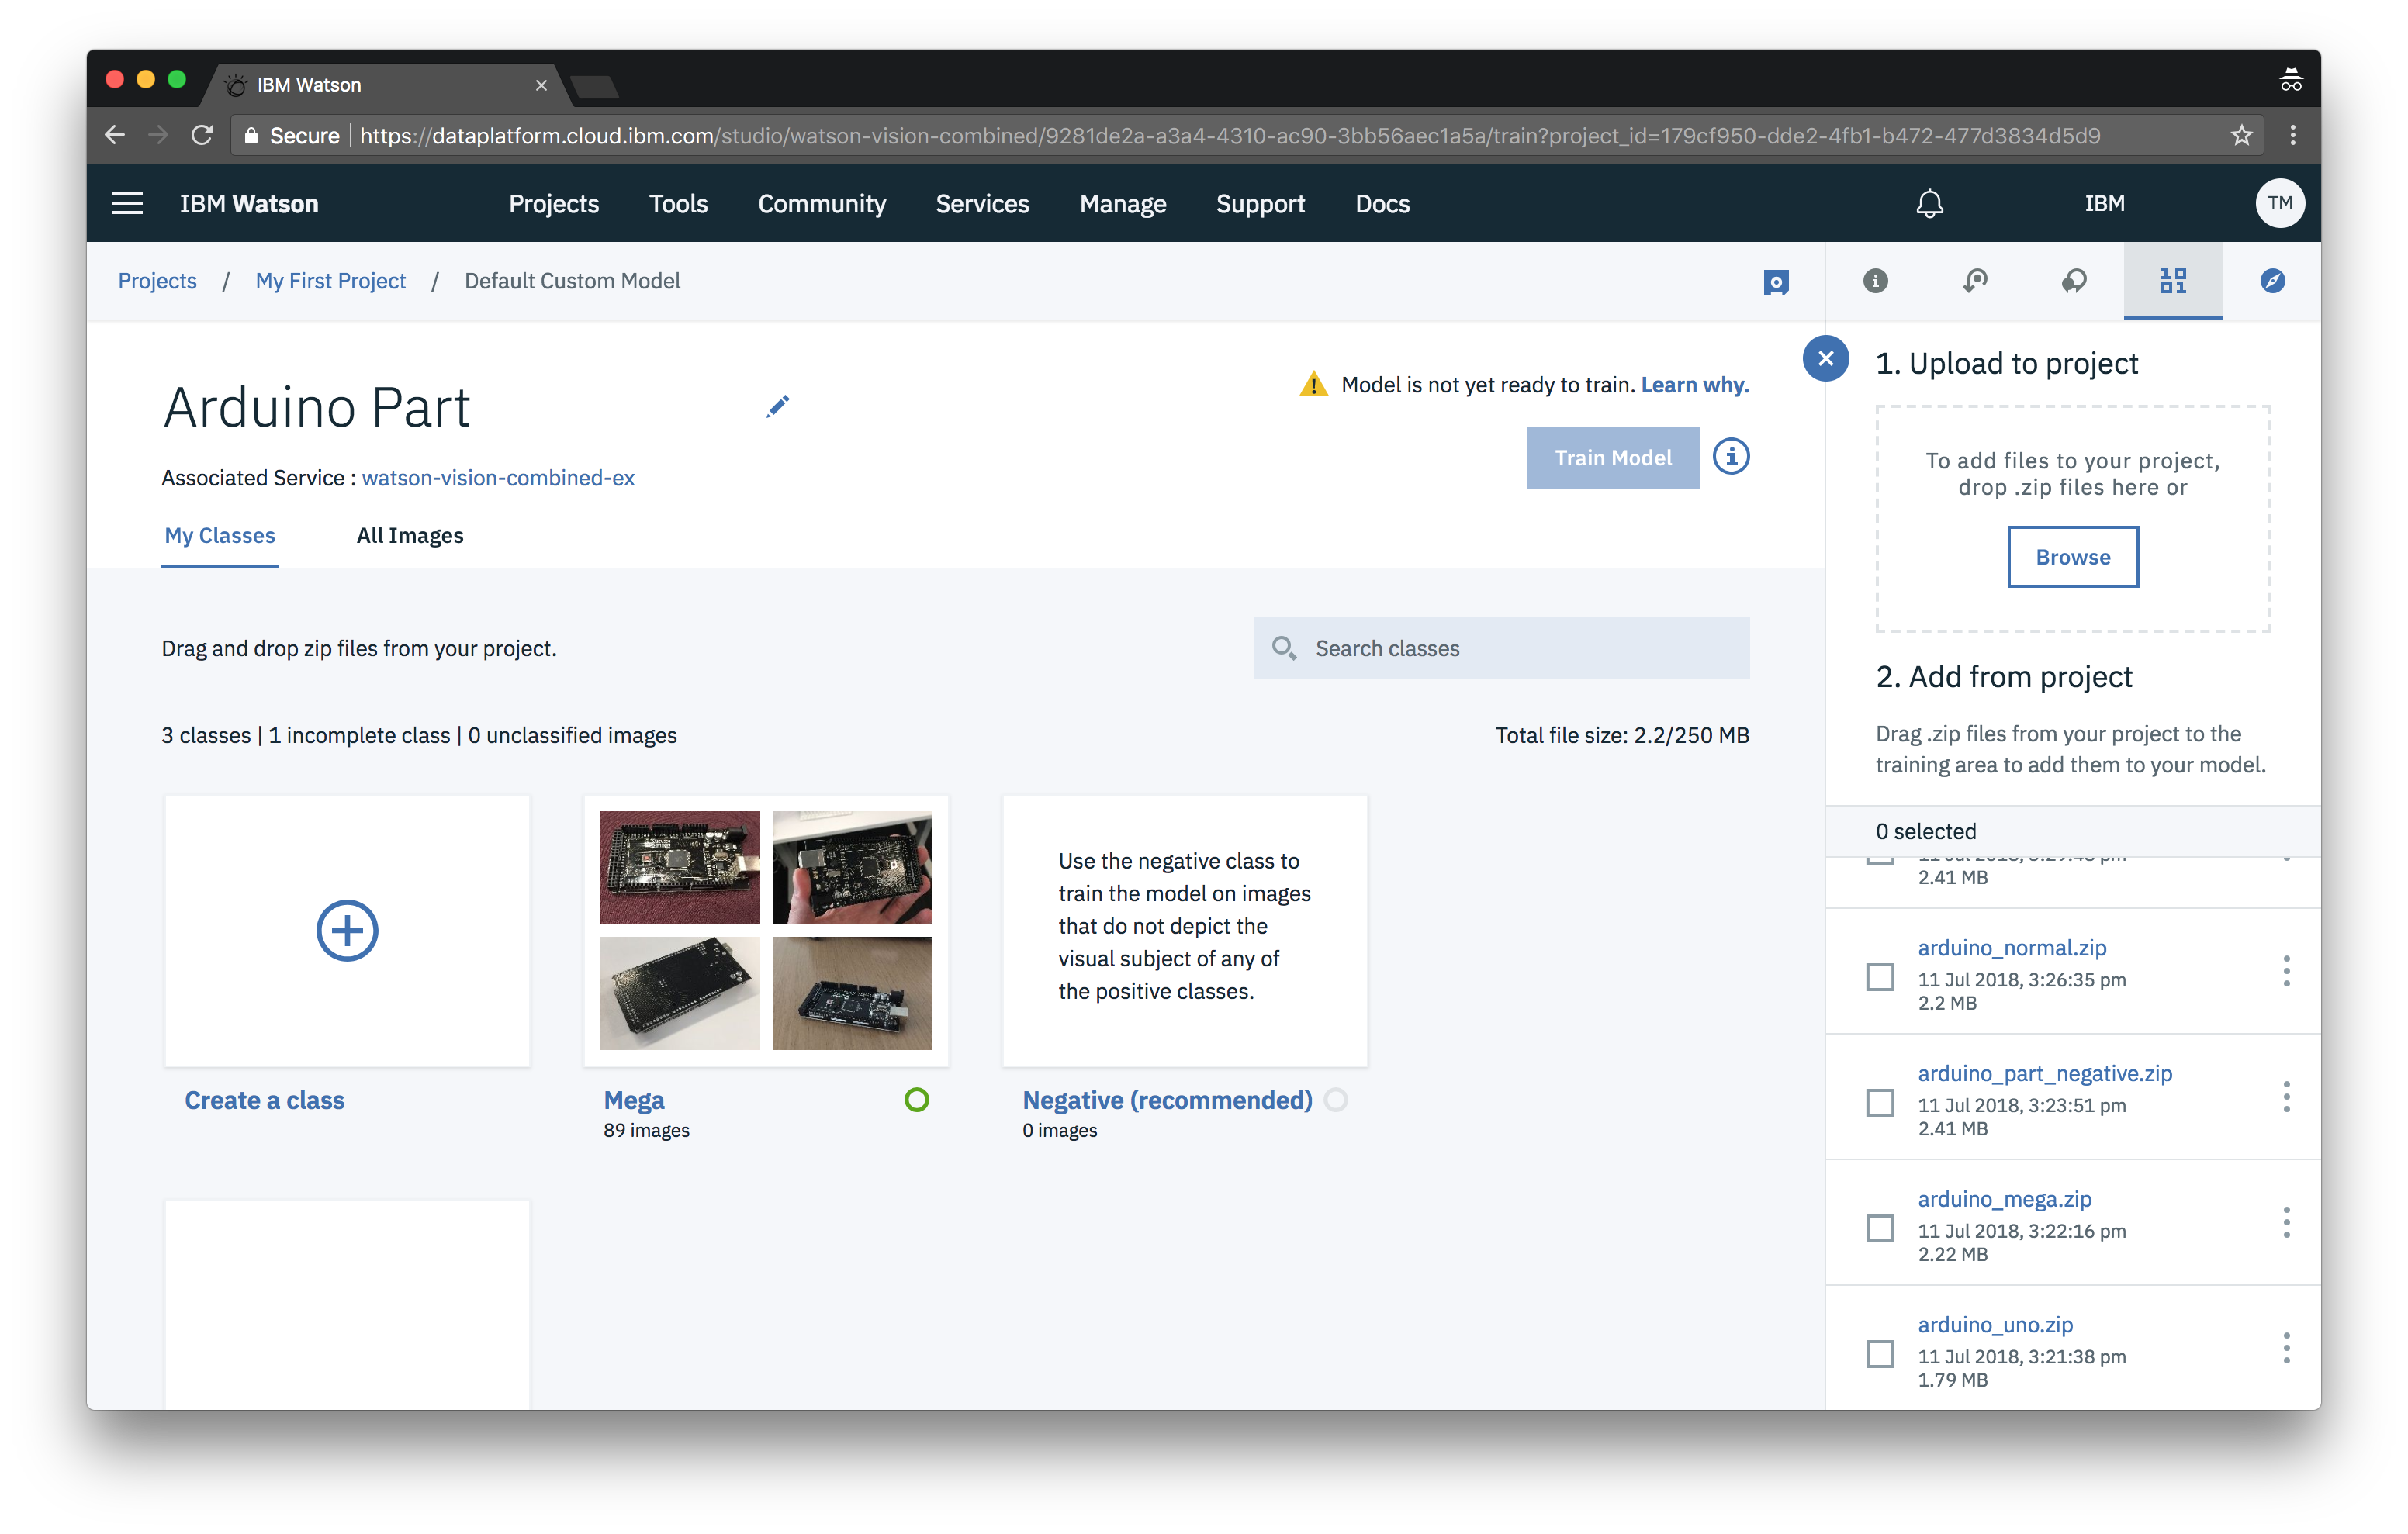 IBM Watson
Secure https://dataplatform.cloud.ibm.com/studio/watson-vision-combined/9281de2a-a3a4-4310-ac90-3bb56aec1a5a/train?project_id=179cf950-dde2-4fb1-b472-477d3834d5d9
IBM Watson Projects Tools Community Services Manage Support Docs IBM TM
Projects / My First Project / Default Custom Model
Arduino Part
Model is not yet ready to train. Learn why.
Train Model
Associated Service : watson-vision-combined-ex
My Classes All Images
Drag and drop zip files from your project.
Search classes
3 classes | 1 incomplete class | 0 unclassified images
Total file size: 2.2/250 MB
Create a class
Mega
89 images
Use the negative class to
train the model on images
that do not depict the
visual subject of any of
the positive classes.
Negative (recommended)
0 images
1. Upload to project
To add files to your project,
drop .zip files here or
Browse
2. Add from project
Drag .zip files from your project to the
training area to add them to your model.
0 selected
2.41 MB
arduino_normal.zip
11 Jul 2018, 3:26:35 pm
2.2 MB
arduino_part_negative.zip
11 Jul 2018, 3:23:51 pm
2.41 MB
arduino_mega.zip
11 Jul 2018, 3:22:16 pm
2.22 MB
arduino_uno.zip
11 Jul 2018, 3:21:38 pm
1.79 MB